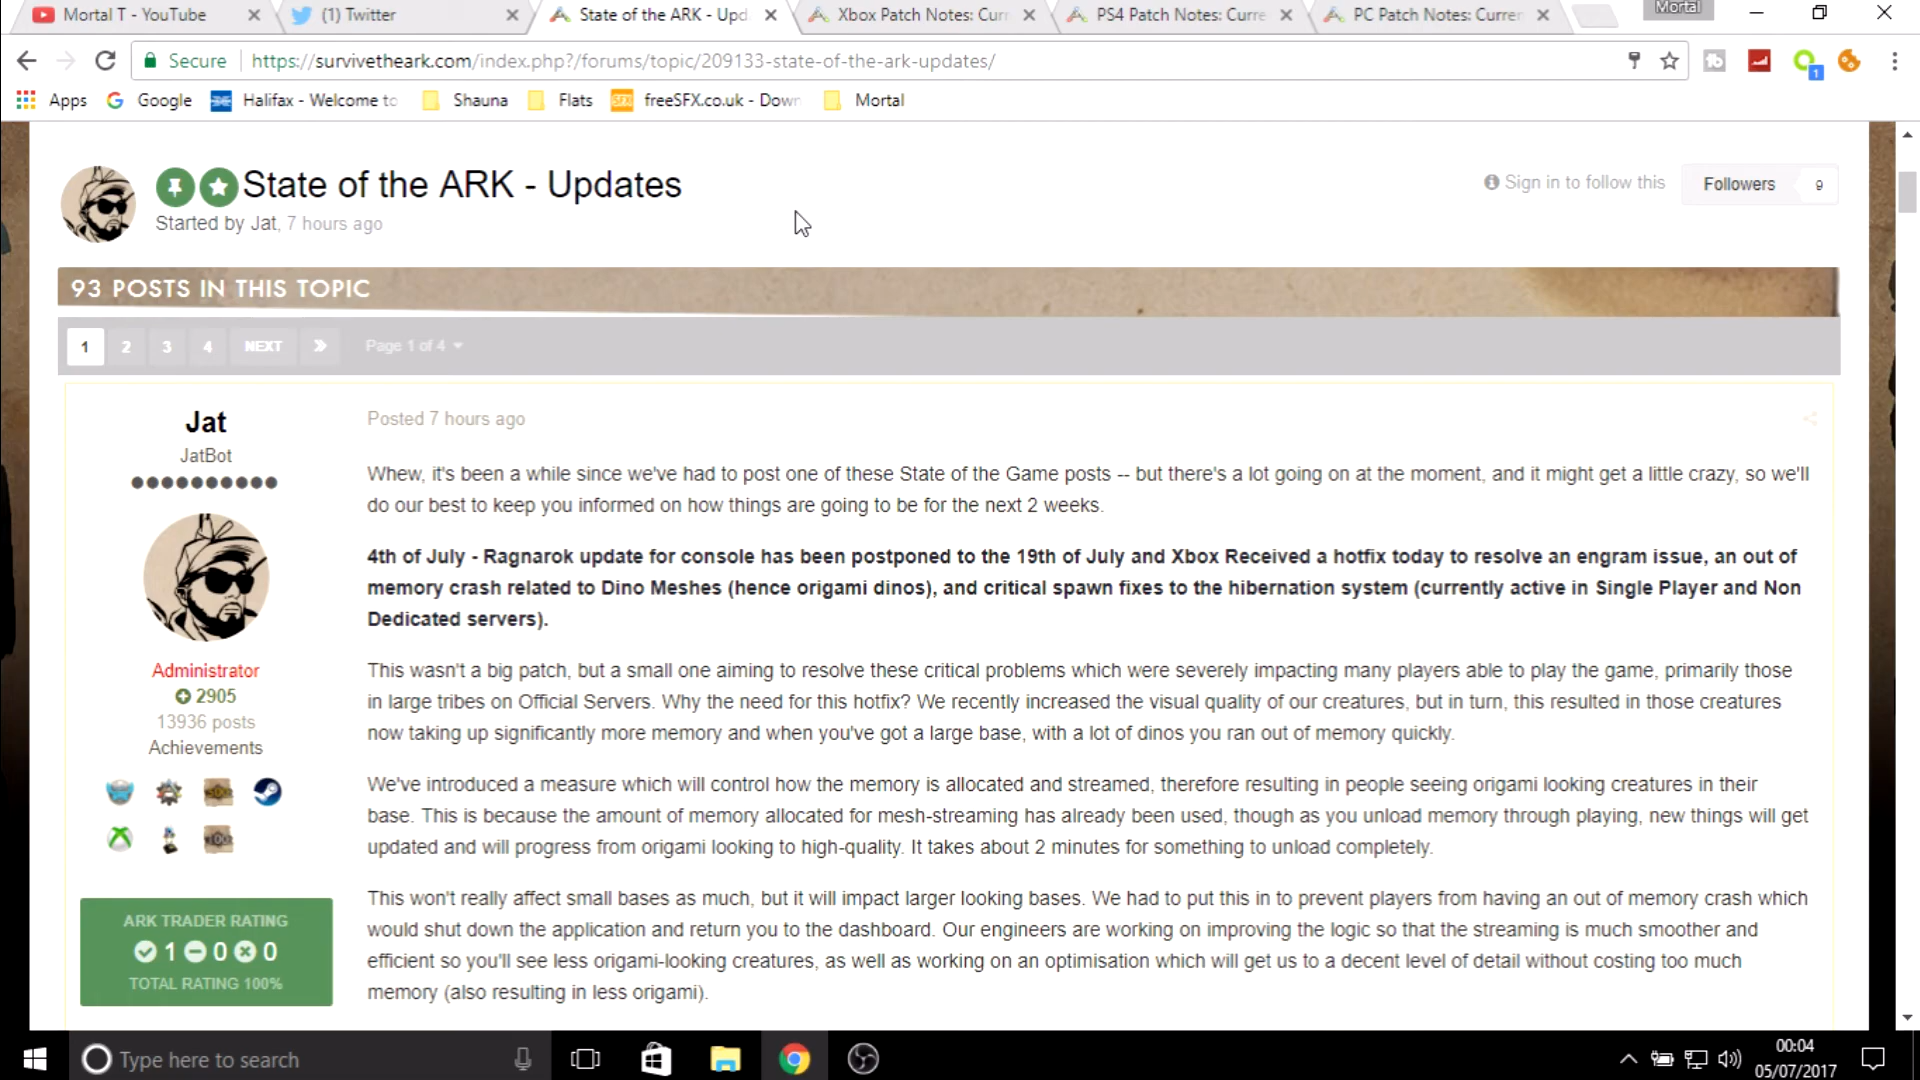 Mortal T - YouTube
(1) Twitter
State of the ARK - Upd
Xbox Patch Notes: Curr
PS4 Patch Notes: Curre
PC Patch Notes: Curren
Mortal
Secure
https://survivetheark.com/index.php?/forums/topic/209133-state-of-the-ark-updates/
1
Apps
Google
Halifax - Welcome to
Shauna
Flats
SFX
freeSFX.co.uk - Down
Mortal
State of the ARK - Updates
Started by Jat, 7 hours ago
Sign in to follow this
Followers 9
93 POSTS IN THIS TOPIC
1 2 3 4 NEXT » Page 1 of 4
Jat
JatBot
Administrator
2905
13936 posts
Achievements
ARK TRADER RATING
1 0 0
TOTAL RATING 100%
Posted 7 hours ago
Whew, it's been a while since we've had to post one of these State of the Game posts -- but there's a lot going on at the moment, and it might get a little crazy, so we'll
do our best to keep you informed on how things are going to be for the next 2 weeks.
4th of July - Ragnarok update for console has been postponed to the 19th of July and Xbox Received a hotfix today to resolve an engram issue, an out of
memory crash related to Dino Meshes (hence origami dinos), and critical spawn fixes to the hibernation system (currently active in Single Player and Non
Dedicated servers).
This wasn't a big patch, but a small one aiming to resolve these critical problems which were severely impacting many players able to play the game, primarily those
in large tribes on Official Servers. Why the need for this hotfix? We recently increased the visual quality of our creatures, but in turn, this resulted in those creatures
now taking up significantly more memory and when you've got a large base, with a lot of dinos you ran out of memory quickly.
We've introduced a measure which will control how the memory is allocated and streamed, therefore resulting in people seeing origami looking creatures in their
base. This is because the amount of memory allocated for mesh-streaming has already been used, though as you unload memory through playing, new things will get
updated and will progress from origami looking to high-quality. It takes about 2 minutes for something to unload completely.
This won't really affect small bases as much, but it will impact larger looking bases. We had to put this in to prevent players from having an out of memory crash which
would shut down the application and return you to the dashboard. Our engineers are working on improving the logic so that the streaming is much smoother and
efficient so you'll see less origami-looking creatures, as well as working on an optimisation which will get us to a decent level of detail without costing too much
memory (also resulting in less origami).
Type here to search
00:04
05/07/2017